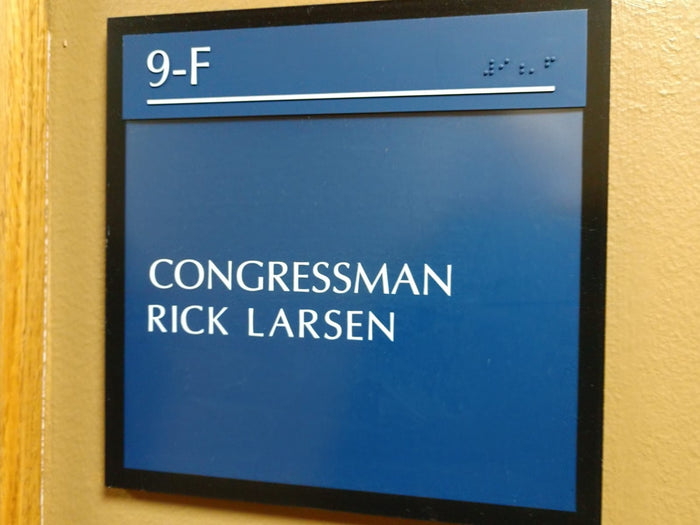 9-F
CONGRESSMAN
RICK LARSEN